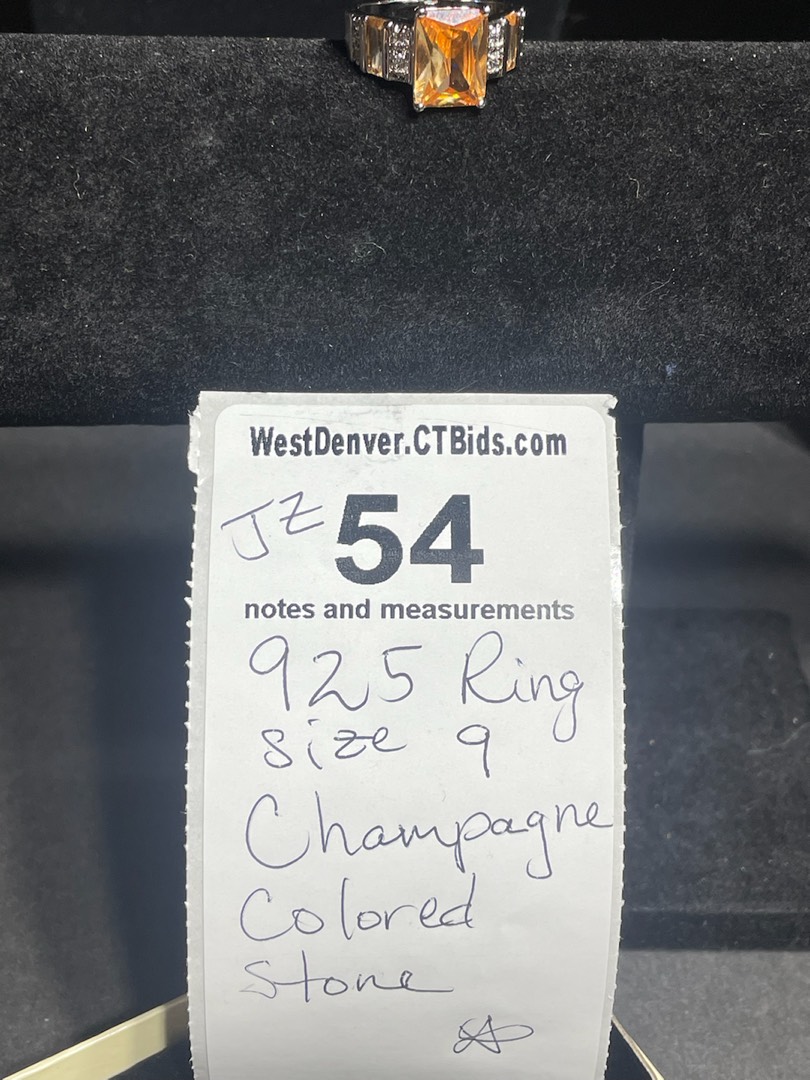 WestDenver.CTBids.com
JZ 54
notes and measurements
925 Ring
size 9
Champagne
Colored
Stone